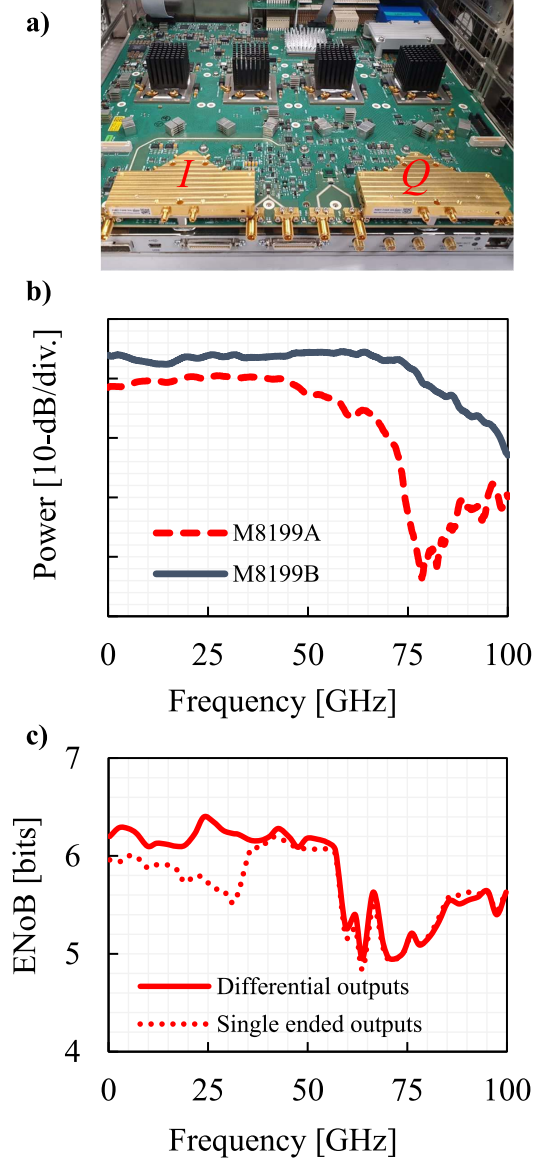 a)
I
Q
b)
Power [10-dB/div.]
M8199A
M8199B
0
25
50
75
100
Frequency [GHz]
c)
7
6
5
4
ENoB [bits]
Differential outputs
Single ended outputs
0
25
50
75
100
Frequency [GHz]